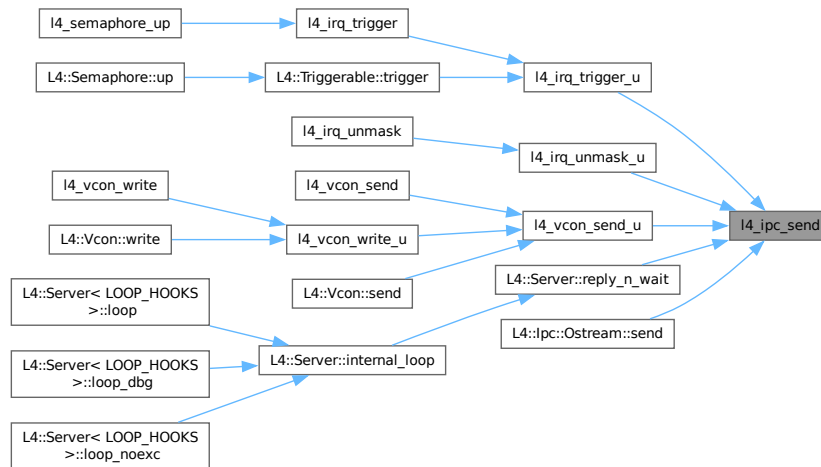 l4_semaphore_up
l4_irq_trigger
L4::Semaphore::up
L4::Triggerable::trigger
l4_irq_trigger_u
l4_irq_unmask
l4_irq_unmask_u
l4_vcon_write
l4_vcon_send
L4::Vcon::write
l4_vcon_write_u
l4_vcon_send_u
l4_ipc_send
L4::Vcon::send
L4::Server::reply_n_wait
L4::Server< LOOP_HOOKS
>::loop
L4::Ipc::Ostream::send
L4::Server< LOOP_HOOKS
>::loop_dbg
L4::Server::internal_loop
L4::Server< LOOP_HOOKS
>::loop_noexc